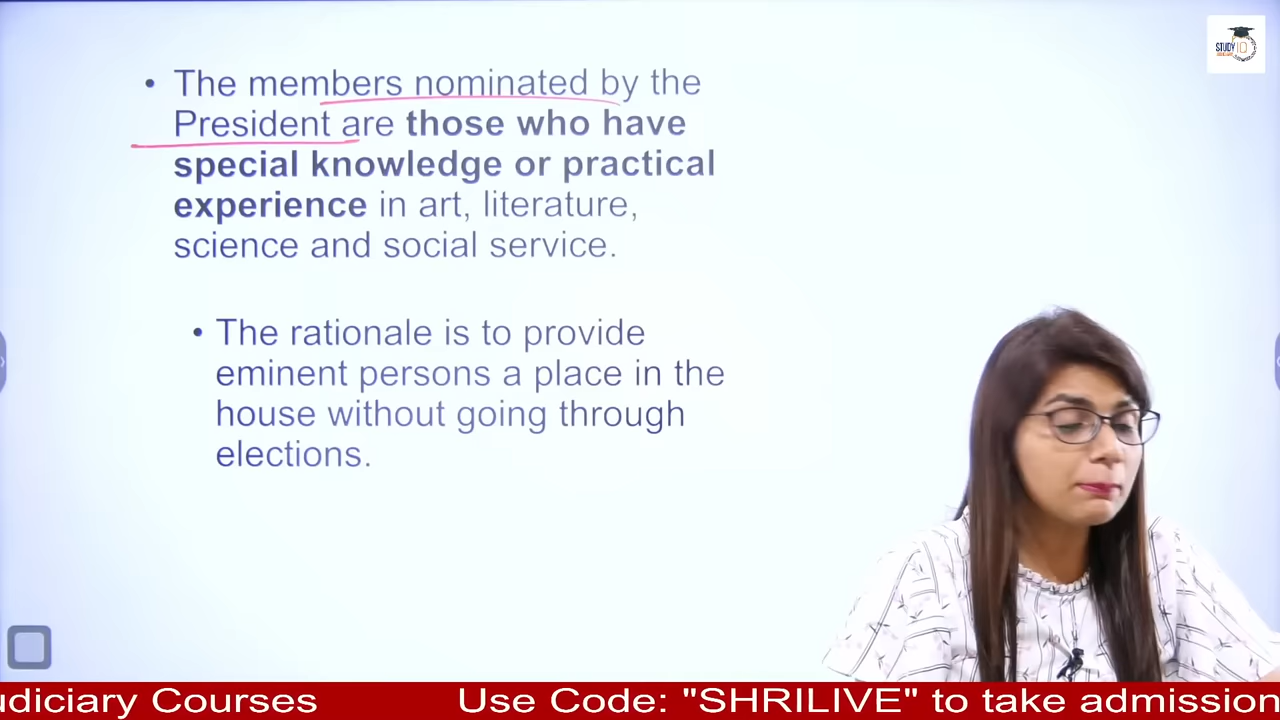 • The members nominated by the
President are those who have
special knowledge or practical
experience in art, literature,
science and social service.
• The rationale is to provide
eminent persons a place in the
house without going through
elections.
STUDY IQ
udiciary Courses Use Code: "SHRILIVE" to take admission